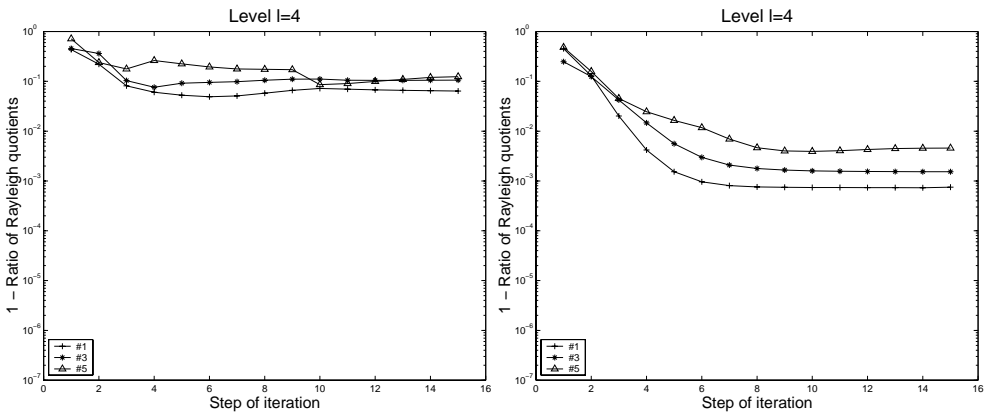 Level l=4
1 − Ratio of Rayleigh quotients
10^0
10^-1
10^-2
10^-3
10^-4
10^-5
10^-6
10^-7
#1
#3
#5
0 2 4 6 8 10 12 14 16
Step of iteration
Level l=4
1 − Ratio of Rayleigh quotients
10^0
10^-1
10^-2
10^-3
10^-4
10^-5
10^-6
10^-7
#1
#3
#5
0 2 4 6 8 10 12 14 16
Step of iteration